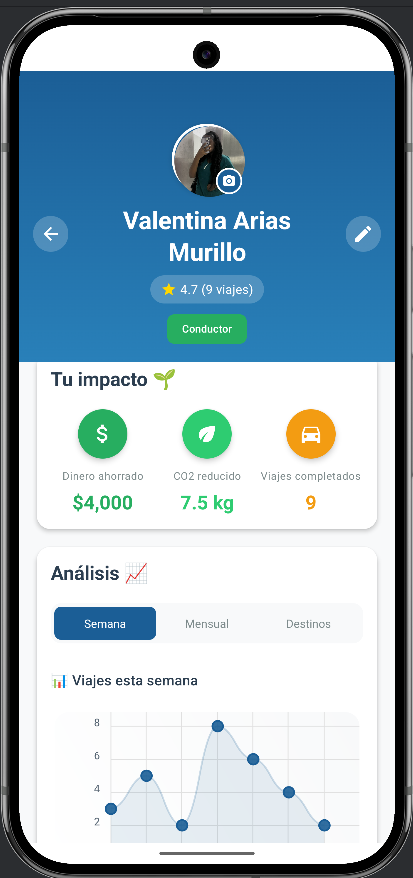 Valentina Arias
Murillo
⭐ 4.7 (9 viajes)
Conductor
Tu impacto 🌱
$
Dinero ahorrado
CO2 reducido
Viajes completados
$4,000
7.5 kg
9
Análisis 📈
Semana
Mensual
Destinos
📊 Viajes esta semana
8
6
4
2